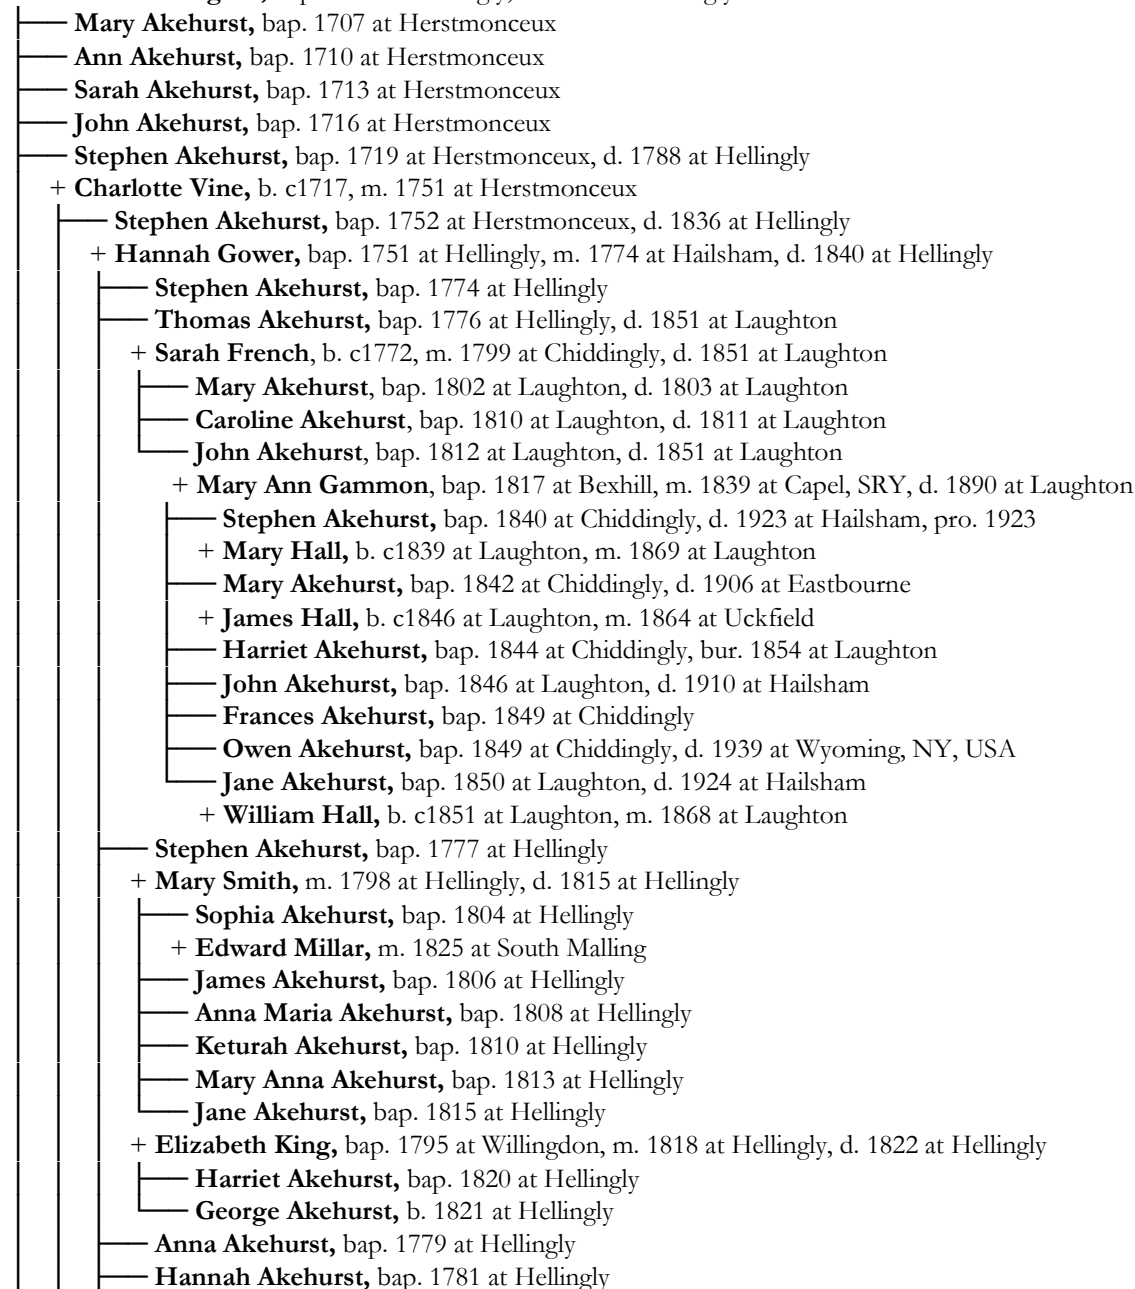 Mary Akehurst, bap. 1707 at Herstmonceux
Ann Akehurst, bap. 1710 at Herstmonceux
Sarah Akehurst, bap. 1713 at Herstmonceux
John Akehurst, bap. 1716 at Herstmonceux
Stephen Akehurst, bap. 1719 at Herstmonceux, d. 1788 at Hellingly
+ Charlotte Vine, b. c1717, m. 1751 at Herstmonceux
Stephen Akehurst, bap. 1752 at Herstmonceux, d. 1836 at Hellingly
+ Hannah Gower, bap. 1751 at Hellingly, m. 1774 at Hailsham, d. 1840 at Hellingly
Stephen Akehurst, bap. 1774 at Hellingly
Thomas Akehurst, bap. 1776 at Hellingly, d. 1851 at Laughton
+ Sarah French, b. c1772, m. 1799 at Chiddingly, d. 1851 at Laughton
Mary Akehurst, bap. 1802 at Laughton, d. 1803 at Laughton
Caroline Akehurst, bap. 1810 at Laughton, d. 1811 at Laughton
John Akehurst, bap. 1812 at Laughton, d. 1851 at Laughton
+ Mary Ann Gammon, bap. 1817 at Bexhill, m. 1839 at Capel, SRY, d. 1890 at Laughton
Stephen Akehurst, bap. 1840 at Chiddingly, d. 1923 at Hailsham, pro. 1923
+ Mary Hall, b. c1839 at Laughton, m. 1869 at Laughton
Mary Akehurst, bap. 1842 at Chiddingly, d. 1906 at Eastbourne
+ James Hall, b. c1846 at Laughton, m. 1864 at Uckfield
Harriet Akehurst, bap. 1844 at Chiddingly, bur. 1854 at Laughton
John Akehurst, bap. 1846 at Laughton, d. 1910 at Hailsham
Frances Akehurst, bap. 1849 at Chiddingly
Owen Akehurst, bap. 1849 at Chiddingly, d. 1939 at Wyoming, NY, USA
Jane Akehurst, bap. 1850 at Laughton, d. 1924 at Hailsham
+ William Hall, b. c1851 at Laughton, m. 1868 at Laughton
Stephen Akehurst, bap. 1777 at Hellingly
+ Mary Smith, m. 1798 at Hellingly, d. 1815 at Hellingly
Sophia Akehurst, bap. 1804 at Hellingly
+ Edward Millar, m. 1825 at South Malling
James Akehurst, bap. 1806 at Hellingly
Anna Maria Akehurst, bap. 1808 at Hellingly
Keturah Akehurst, bap. 1810 at Hellingly
Mary Anna Akehurst, bap. 1813 at Hellingly
Jane Akehurst, bap. 1815 at Hellingly
+ Elizabeth King, bap. 1795 at Willingdon, m. 1818 at Hellingly, d. 1822 at Hellingly
Harriet Akehurst, bap. 1820 at Hellingly
George Akehurst, b. 1821 at Hellingly
Anna Akehurst, bap. 1779 at Hellingly
Hannah Akehurst, bap. 1781 at Hellingly